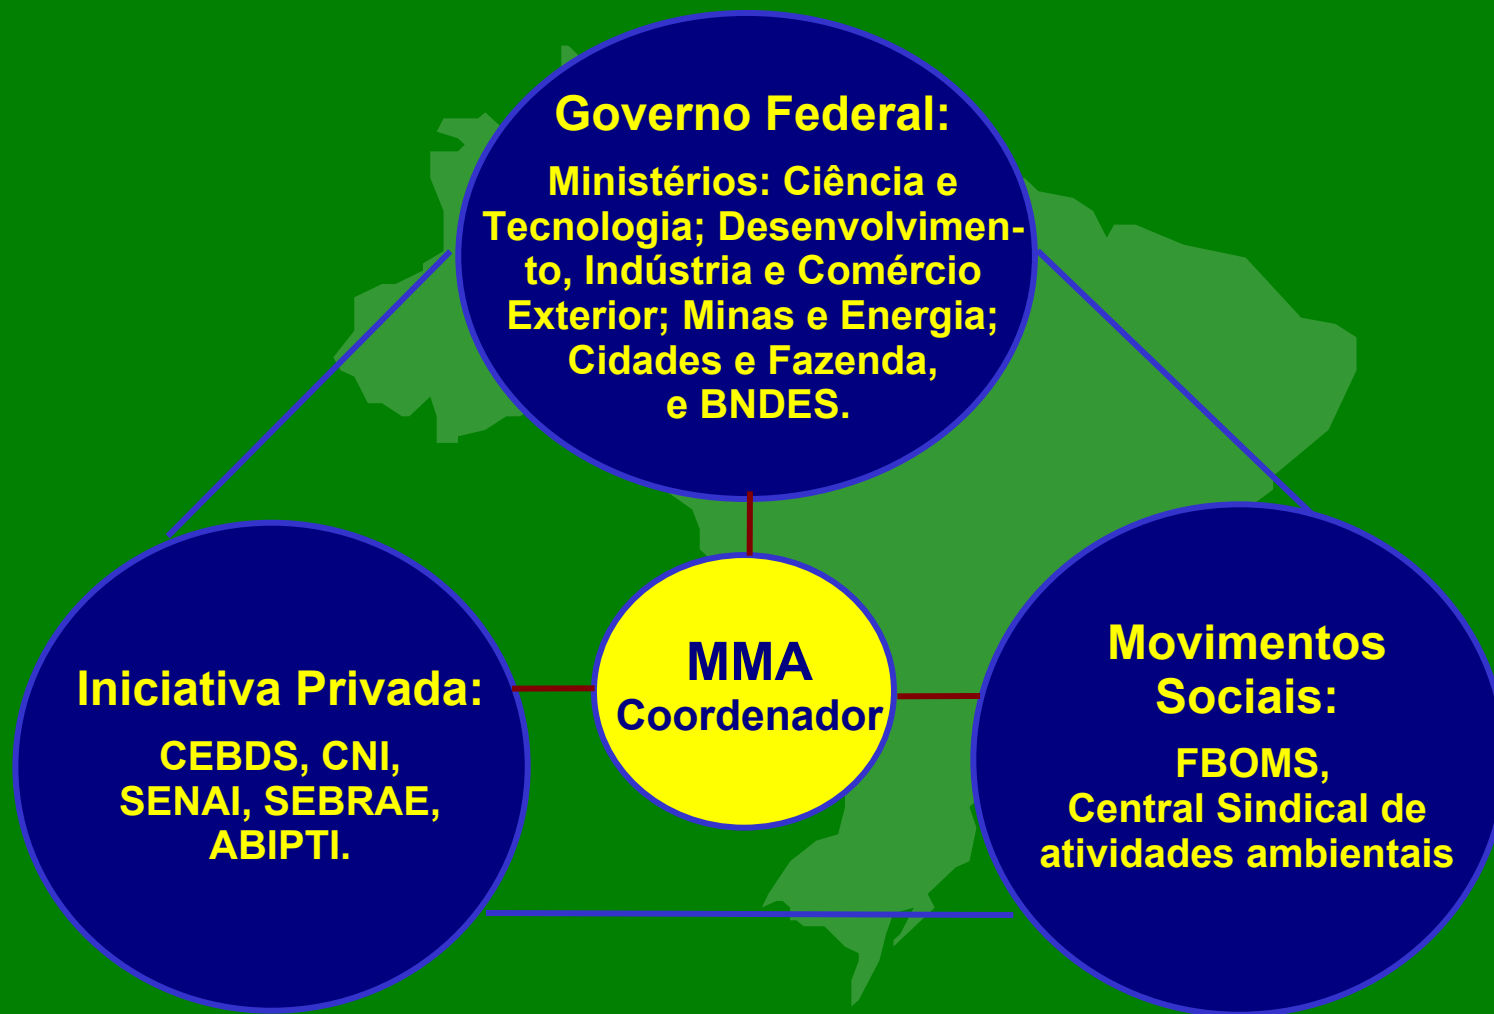 Governo Federal:
Ministérios: Ciência e
Tecnologia; Desenvolvimen-
to, Indústria e Comércio
Exterior; Minas e Energia;
Cidades e Fazenda,
e BNDES.
Iniciativa Privada:
CEBDS, CNI,
SENAI, SEBRAE,
ABIPTI.
MMA
Coordenador
Movimentos
Sociais:
FBOMS,
Central Sindical de
atividades ambientais